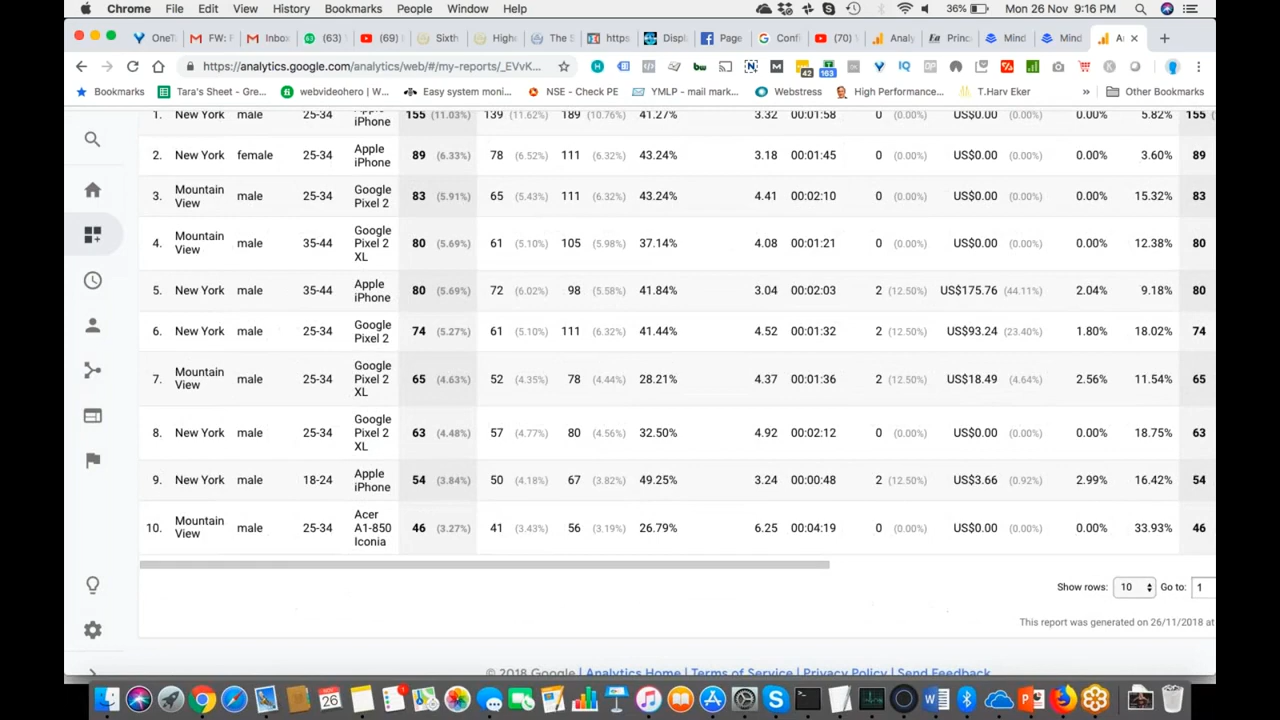 Chrome File Edit View History Bookmarks People Window Help 36% Mon 26 Nov 9:16 PM
OneT FW: F Inbo (63) (69) Sixth High The S https Displ Page Confi (70) Analy Princ Mind Mind A
https://analytics.google.com/analytics/web/#/my-reports/_EVvK...
42 163
Bookmarks Tara's Sheet - Gre... webvideohero | W... Easy system moni... NSE - Check PE YMLP - mail mark... Webstress High Performance... T.Harv Eker » Other Bookmarks
1. New York male 25-34 Apple iPhone 155 (11.03%) 139 (11.62%) 189 (10.76%) 41.27% 3.32 00:01:58 0 (0.00%) US$0.00 (0.00%) 0.00% 5.82% 155
2. New York female 25-34 Apple iPhone 89 (6.33%) 78 (6.52%) 111 (6.32%) 43.24% 3.18 00:01:45 0 (0.00%) US$0.00 (0.00%) 0.00% 3.60% 89
3. Mountain View male 25-34 Google Pixel 2 83 (5.91%) 65 (5.43%) 111 (6.32%) 43.24% 4.41 00:02:10 0 (0.00%) US$0.00 (0.00%) 0.00% 15.32% 83
4. Mountain View male 35-44 Google Pixel 2 XL 80 (5.69%) 61 (5.10%) 105 (5.98%) 37.14% 4.08 00:01:21 0 (0.00%) US$0.00 (0.00%) 0.00% 12.38% 80
5. New York male 35-44 Apple iPhone 80 (5.69%) 72 (6.02%) 98 (5.58%) 41.84% 3.04 00:02:03 2 (12.50%) US$175.76 (44.11%) 2.04% 9.18% 80
6. New York male 25-34 Google Pixel 2 74 (5.27%) 61 (5.10%) 111 (6.32%) 41.44% 4.52 00:01:32 2 (12.50%) US$93.24 (23.40%) 1.80% 18.02% 74
7. Mountain View male 25-34 Google Pixel 2 XL 65 (4.63%) 52 (4.35%) 78 (4.44%) 28.21% 4.37 00:01:36 2 (12.50%) US$18.49 (4.64%) 2.56% 11.54% 65
8. New York male 25-34 Google Pixel 2 XL 63 (4.48%) 57 (4.77%) 80 (4.56%) 32.50% 4.92 00:02:12 0 (0.00%) US$0.00 (0.00%) 0.00% 18.75% 63
9. New York male 18-24 Apple iPhone 54 (3.84%) 50 (4.18%) 67 (3.82%) 49.25% 3.24 00:00:48 2 (12.50%) US$3.66 (0.92%) 2.99% 16.42% 54
10. Mountain View male 25-34 Acer A1-850 Iconia 46 (3.27%) 41 (3.43%) 56 (3.19%) 26.79% 6.25 00:04:19 0 (0.00%) US$0.00 (0.00%) 0.00% 33.93% 46
Show rows: 10 Go to: 1
This report was generated on 26/11/2018 at
© 2018 Google | Analytics Home | Terms of Service | Privacy Policy | Send Feedback